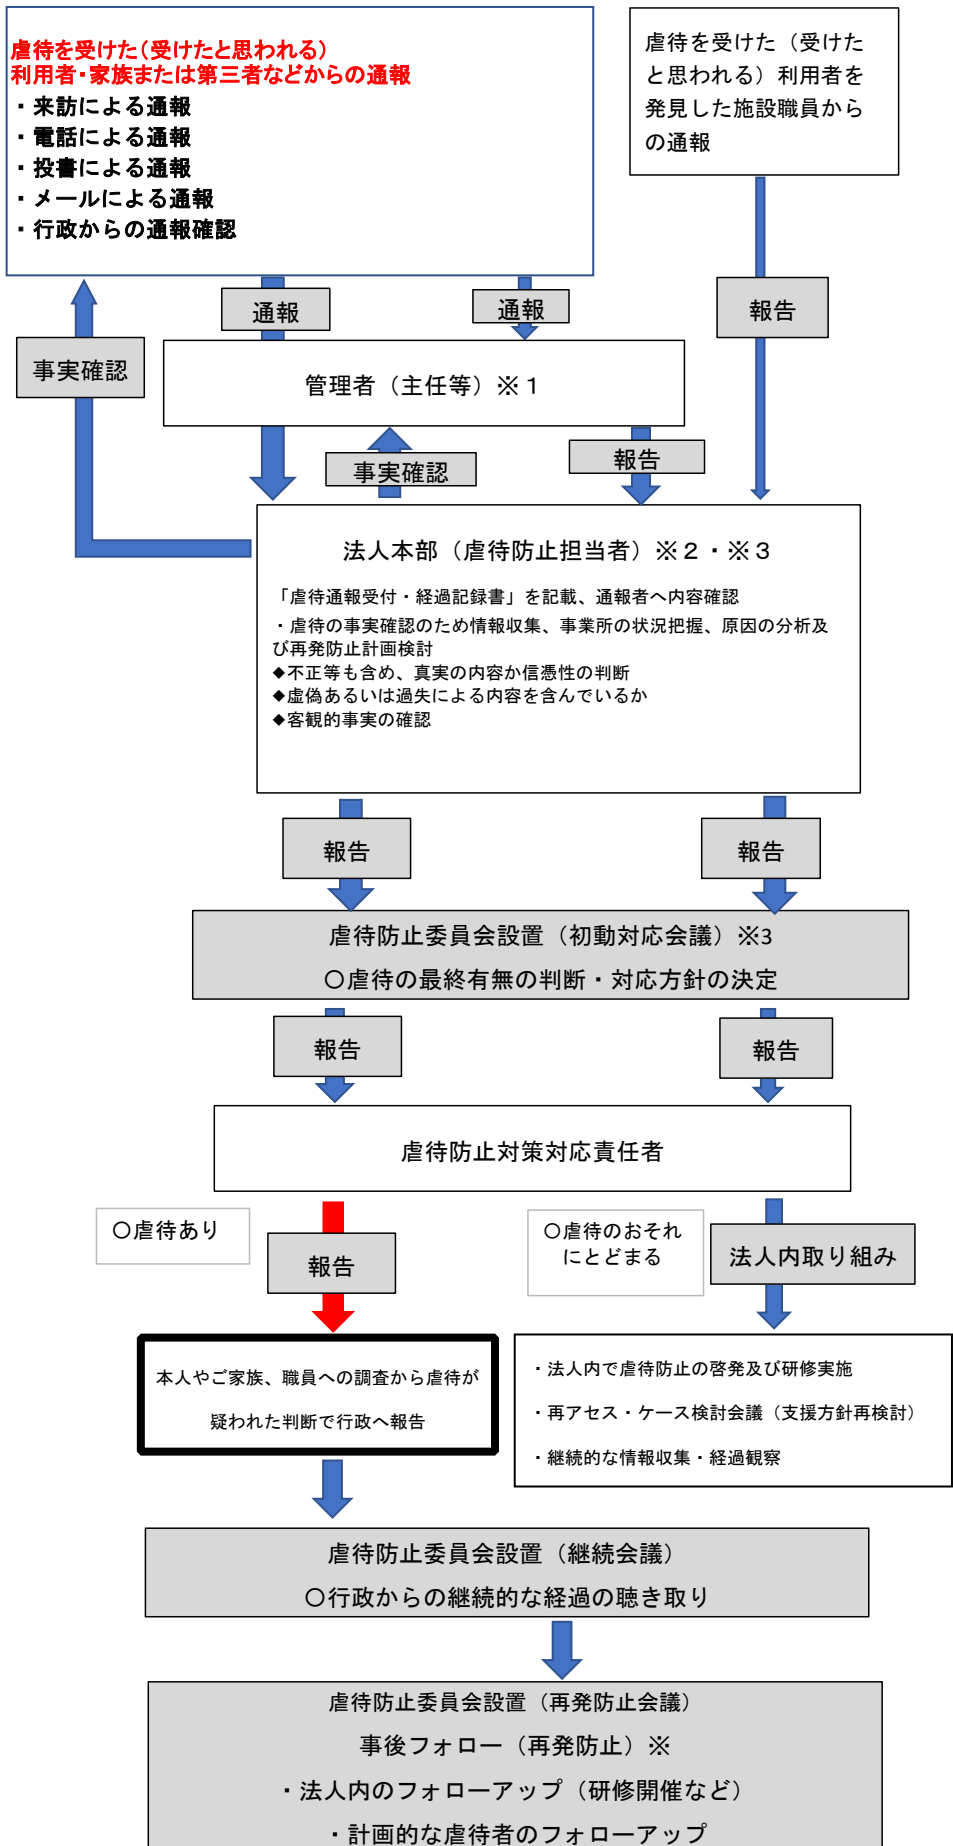 虐待を受けた(受けたと思われる)
利用者・家族または第三者などからの通報
・来訪による通報
・電話による通報
・投書による通報
・メールによる通報
・行政からの通報確認
虐待を受けた（受けた
と思われる）利用者を
発見した施設職員から
の通報
通報
通報
報告
事実確認
管理者（主任等）※１
事実確認
報告
法人本部（虐待防止担当者）※２・※３
「虐待通報受付・経過記録書」を記載、通報者へ内容確認
・虐待の事実確認のため情報収集、事業所の状況把握、原因の分析及
び再発防止計画検討
◆不正等も含め、真実の内容か信憑性の判断
◆虚偽あるいは過失による内容を含んでいるか
◆客観的事実の確認
報告
報告
虐待防止委員会設置（初動対応会議）※3
〇虐待の最終有無の判断・対応方針の決定
報告
報告
虐待防止対策対応責任者
〇虐待あり
報告
〇虐待のおそれ
にとどまる
法人内取り組み
本人やご家族、職員への調査から虐待が
疑われた判断で行政へ報告
・法人内で虐待防止の啓発及び研修実施
・再アセス・ケース検討会議（支援方針再検討）
・継続的な情報収集・経過観察
虐待防止委員会設置（継続会議）
〇行政からの継続的な経過の聴き取り
虐待防止委員会設置（再発防止会議）
事後フォロー（再発防止）※
・法人内のフォローアップ（研修開催など）
・計画的な虐待者のフォローアップ